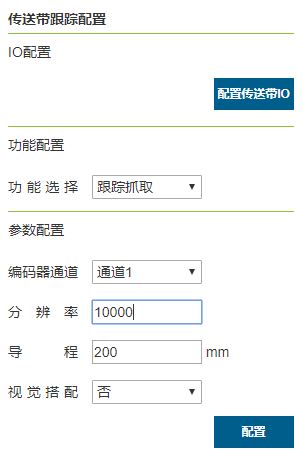 传送带跟踪配置
IO配置
配置传送带IO
功能配置
功能选择 跟踪抓取
参数配置
编码器通道 通道1
分辨率 10000
导程 200 mm
视觉搭配 否
配置